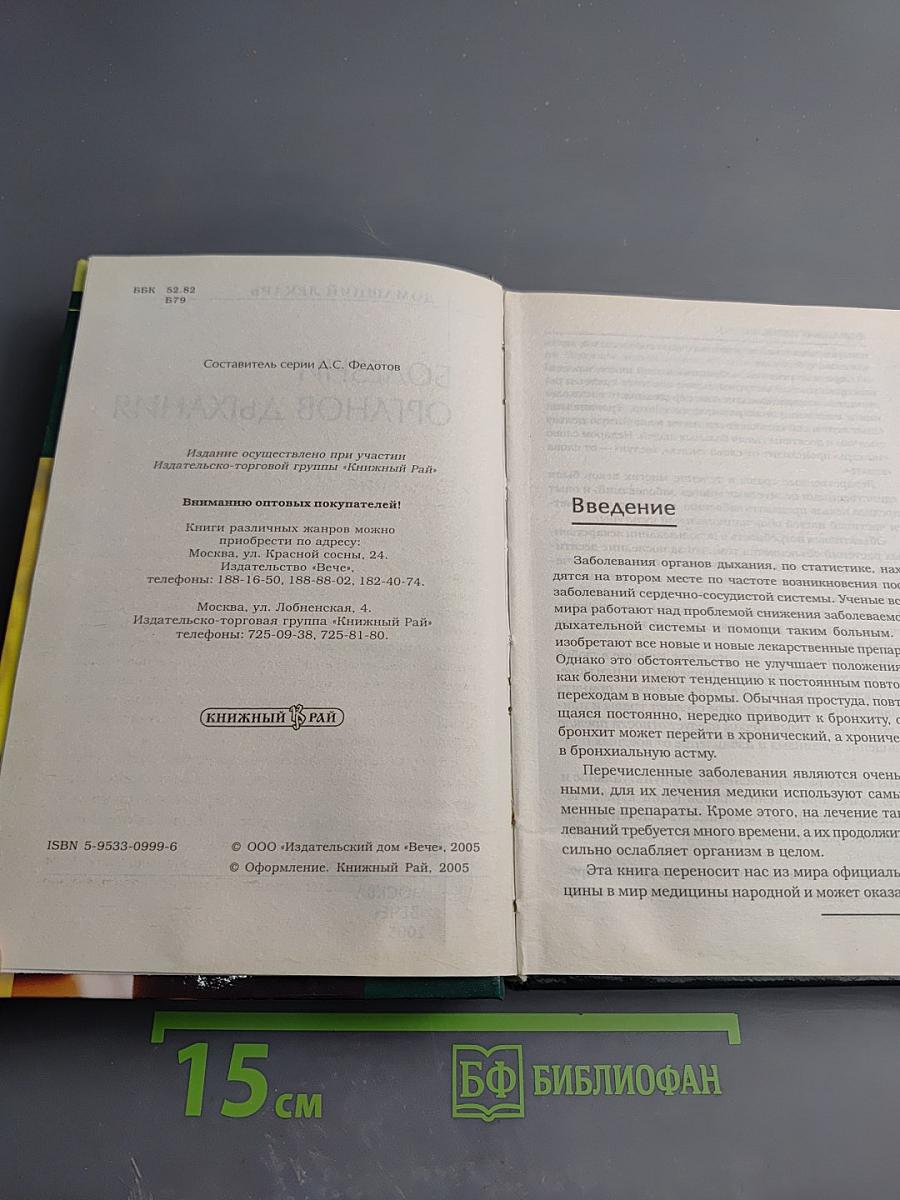 ББК 52.82
Б79
Составитель серии Д.С. Федотов
Издание осуществлено при участии
Издательско-торговой группы «Книжный Рай»
Вниманию оптовых покупателей!
Книги различных жанров можно
приобрести по адресу:
Москва, ул. Красной сосны, 24.
Издательство «Вече»,
телефоны: 188-16-50, 188-88-02, 182-40-74.
Москва, ул. Лобненская, 4.
Издательско-торговая группа «Книжный Рай»
телефоны: 725-09-38, 725-81-80.
КНИЖНЫЙ РАЙ
ISBN 5-9533-0999-6
© ООО «Издательский дом «Вече», 2005
© Оформление. Книжный Рай, 2005
Введение
Заболевания органов дыхания, по статистике, нах
дятся на втором месте по частоте возникновения пос
заболеваний сердечно-сосудистой системы. Ученые вс
мира работают над проблемой снижения заболеваемо
дыхательной системы и помощи таким больным.
изобретают все новые и новые лекарственные препар
Однако это обстоятельство не улучшает положения
как болезни имеют тенденцию к постоянным повто
переходам в новые формы. Обычная простуда, повт
щаяся постоянно, нередко приводит к бронхиту, о
бронхит может перейти в хронический, а хрониче
в бронхиальную астму.
Перечисленные заболевания являются очень
ными, для их лечения медики используют самы
менные препараты. Кроме этого, на лечение так
леваний требуется много времени, а их продолжит
сильно ослабляет организм в целом.
Эта книга переносит нас из мира официаль
цины в мир медицины народной и может оказа
15 см
БФ БИБЛИОФАН